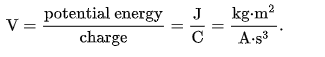 V = potential energy / charge = J / C = kg·m² / A·s³.